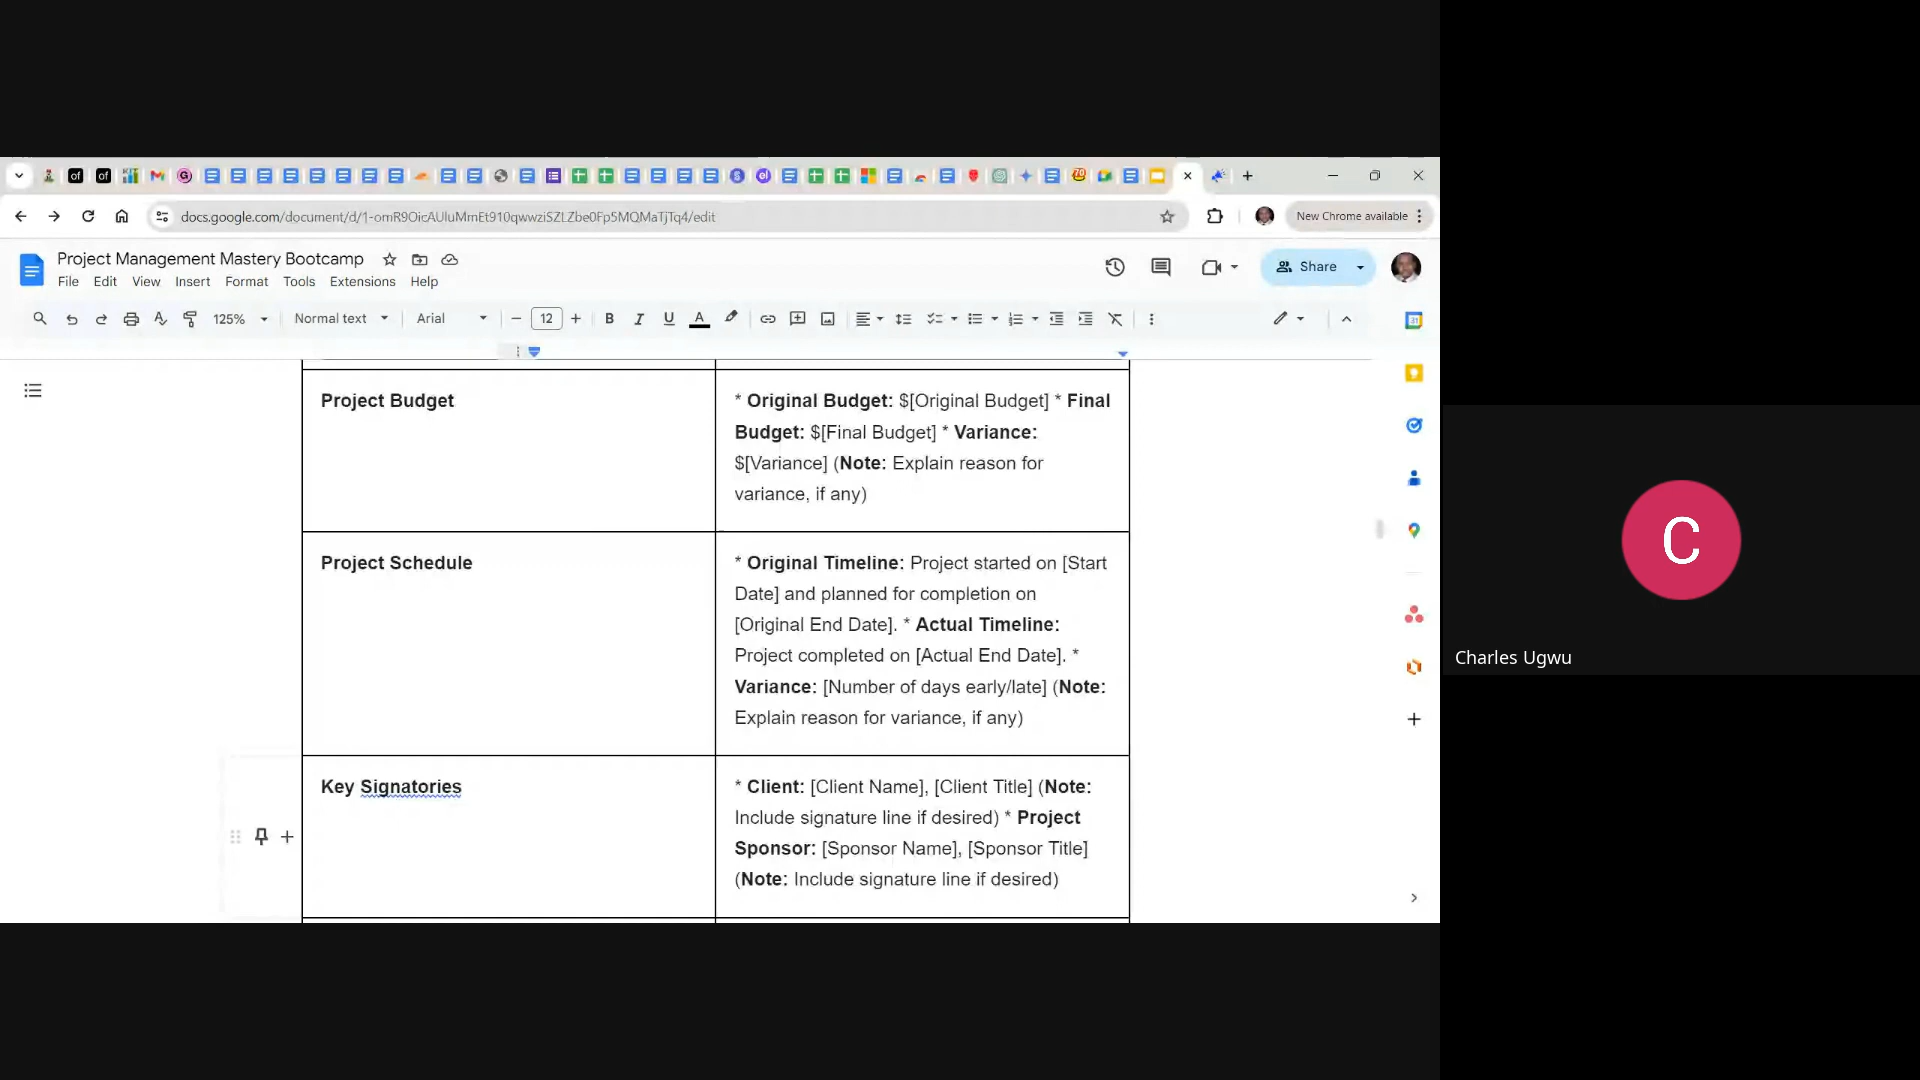 docs.google.com/document/d/1-omR9OicAUIuMmEt910qwwziSZLZbe0Fp5MQMaTjTq4/edit
New Chrome available
Project Management Mastery Bootcamp
File Edit View Insert Format Tools Extensions Help
Share
125% Normal text Arial 12 B I U A
Project Budget
* Original Budget: $[Original Budget] * Final
Budget: $[Final Budget] * Variance:
$[Variance] (Note: Explain reason for
variance, if any)
Project Schedule
* Original Timeline: Project started on [Start
Date] and planned for completion on
[Original End Date]. * Actual Timeline:
Project completed on [Actual End Date]. *
Variance: [Number of days early/late] (Note:
Explain reason for variance, if any)
Key Signatories
* Client: [Client Name], [Client Title] (Note:
Include signature line if desired) * Project
Sponsor: [Sponsor Name], [Sponsor Title]
(Note: Include signature line if desired)
C
Charles Ugwu